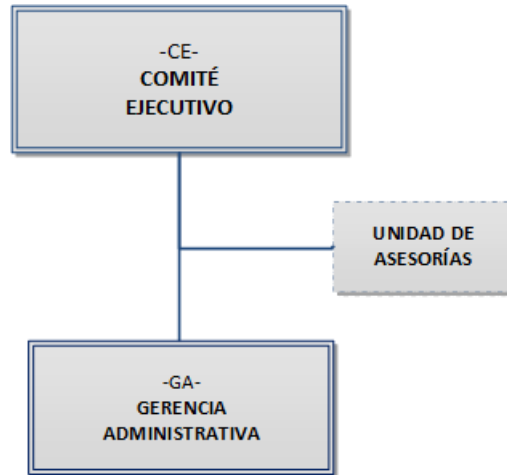 -CE-
COMITÉ
EJECUTIVO
UNIDAD DE
ASESORÍAS
-GA-
GERENCIA
ADMINISTRATIVA